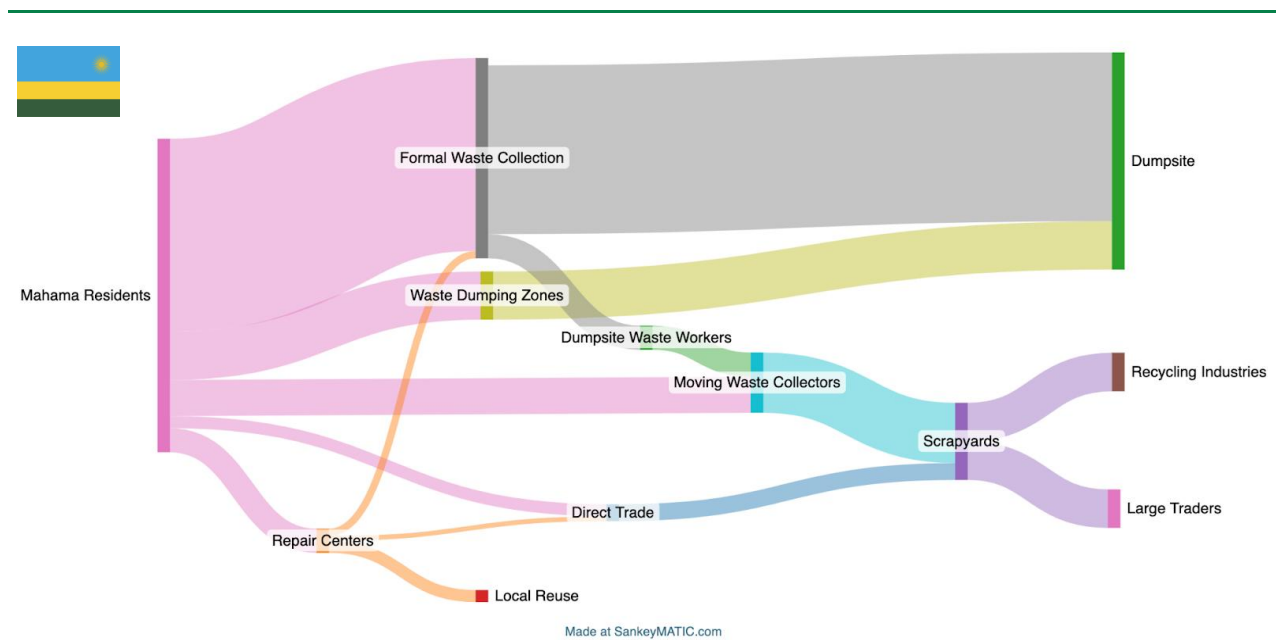 Formal Waste Collection
Dumpsite
Mahama Residents
Waste Dumping Zones
Dumpsite Waste Workers
Moving Waste Collectors
Recycling Industries
Scrapyards
Direct Trade
Large Traders
Repair Centers
Local Reuse
Made at SankeyMATIC.com